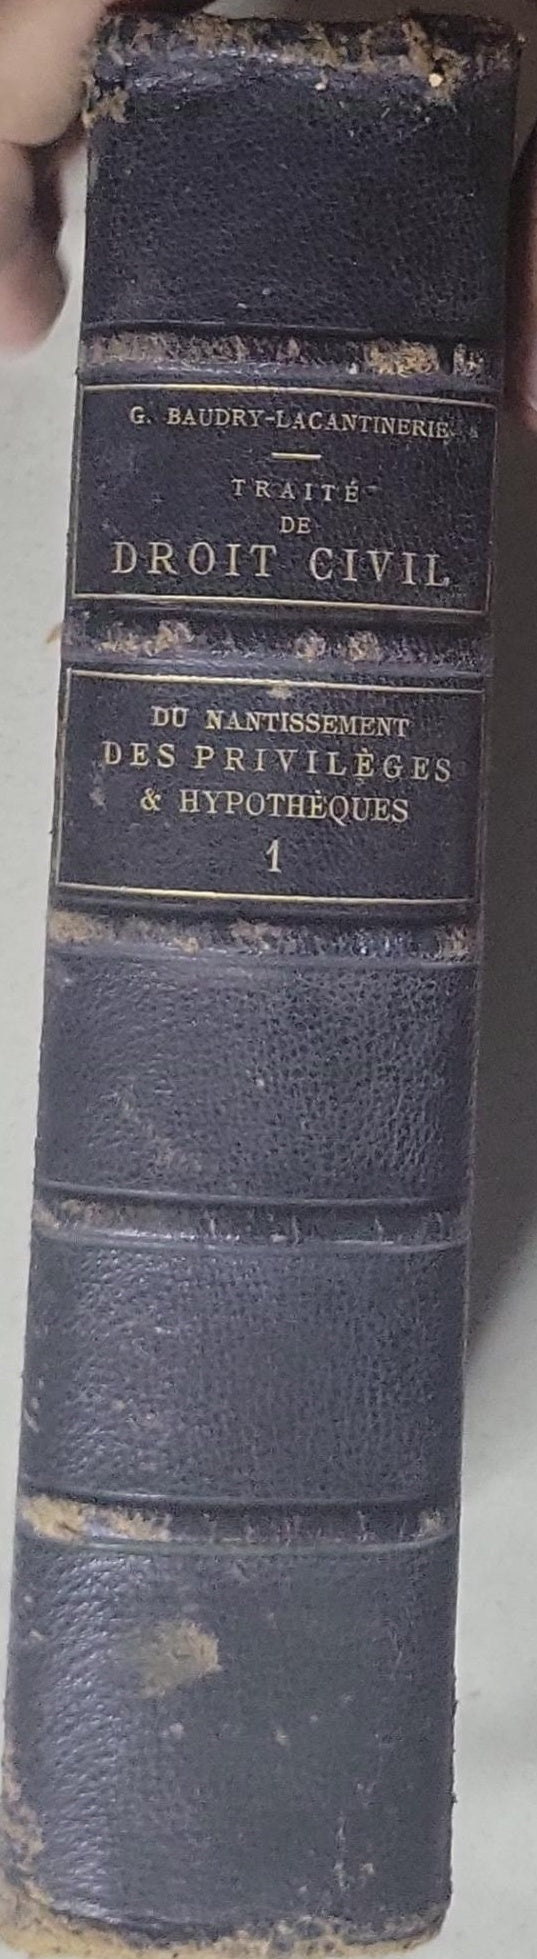 G. BAUDRY-LACANTINERIE
TRAITÉ
DE
DROIT CIVIL
DU NANTISSEMENT
DES PRIVILÈGES
& HYPOTHÈQUES
1